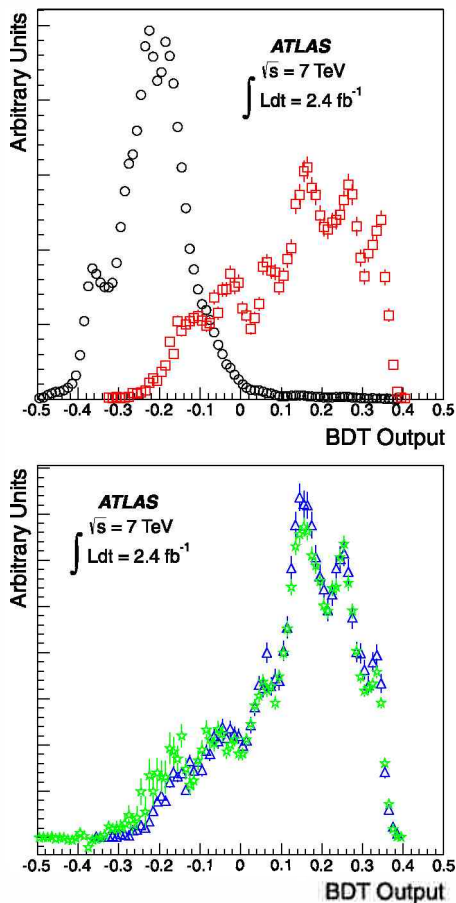 Arbitrary Units
ATLAS
√s = 7 TeV
∫ Ldt = 2.4 fb⁻¹
-0.5 -0.4 -0.3 -0.2 -0.1 0 0.1 0.2 0.3 0.4 0.5
BDT Output
Arbitrary Units
ATLAS
√s = 7 TeV
∫ Ldt = 2.4 fb⁻¹
-0.5 -0.4 -0.3 -0.2 -0.1 0 0.1 0.2 0.3 0.4 0.5
BDT Output